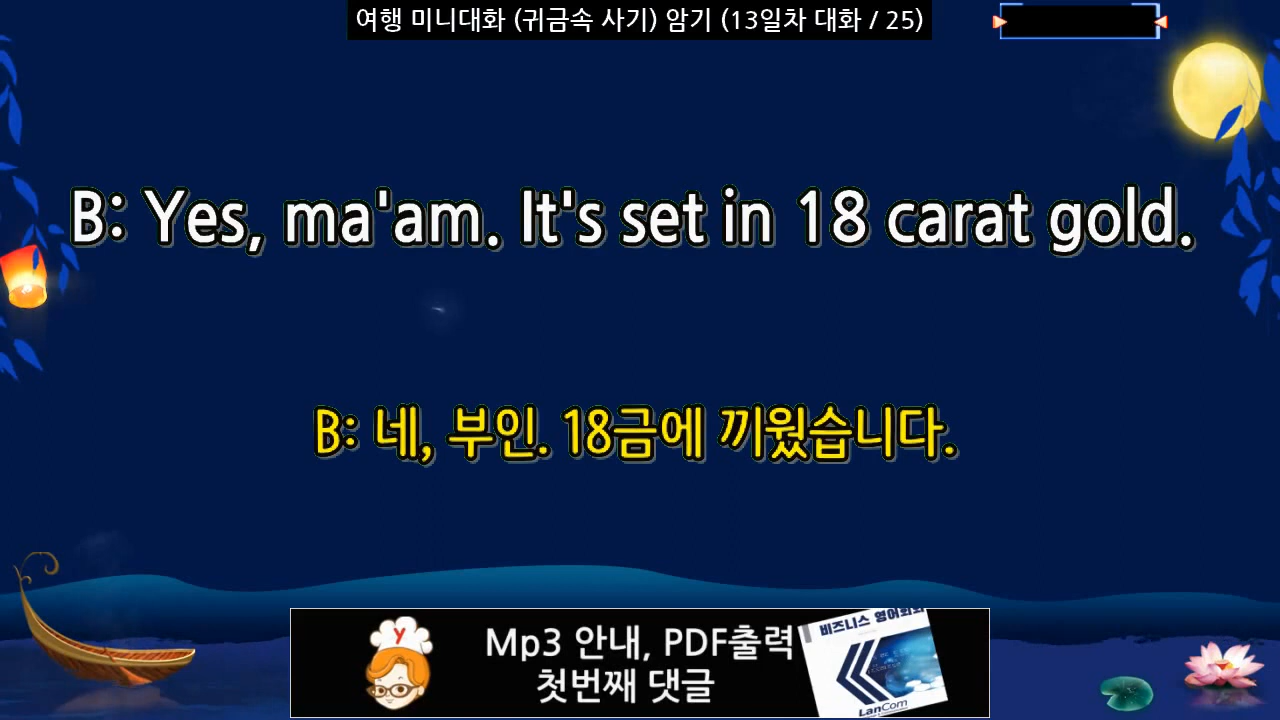 여행 미니대화 (귀금속 사기) 암기 (13일차 대화 / 25)
B: Yes, ma'am. It's set in 18 carat gold.
B: 네, 부인. 18금에 끼웠습니다.
Y
Mp3 안내, PDF출력
첫번째 댓글
비즈니스 영어회화
LanCom